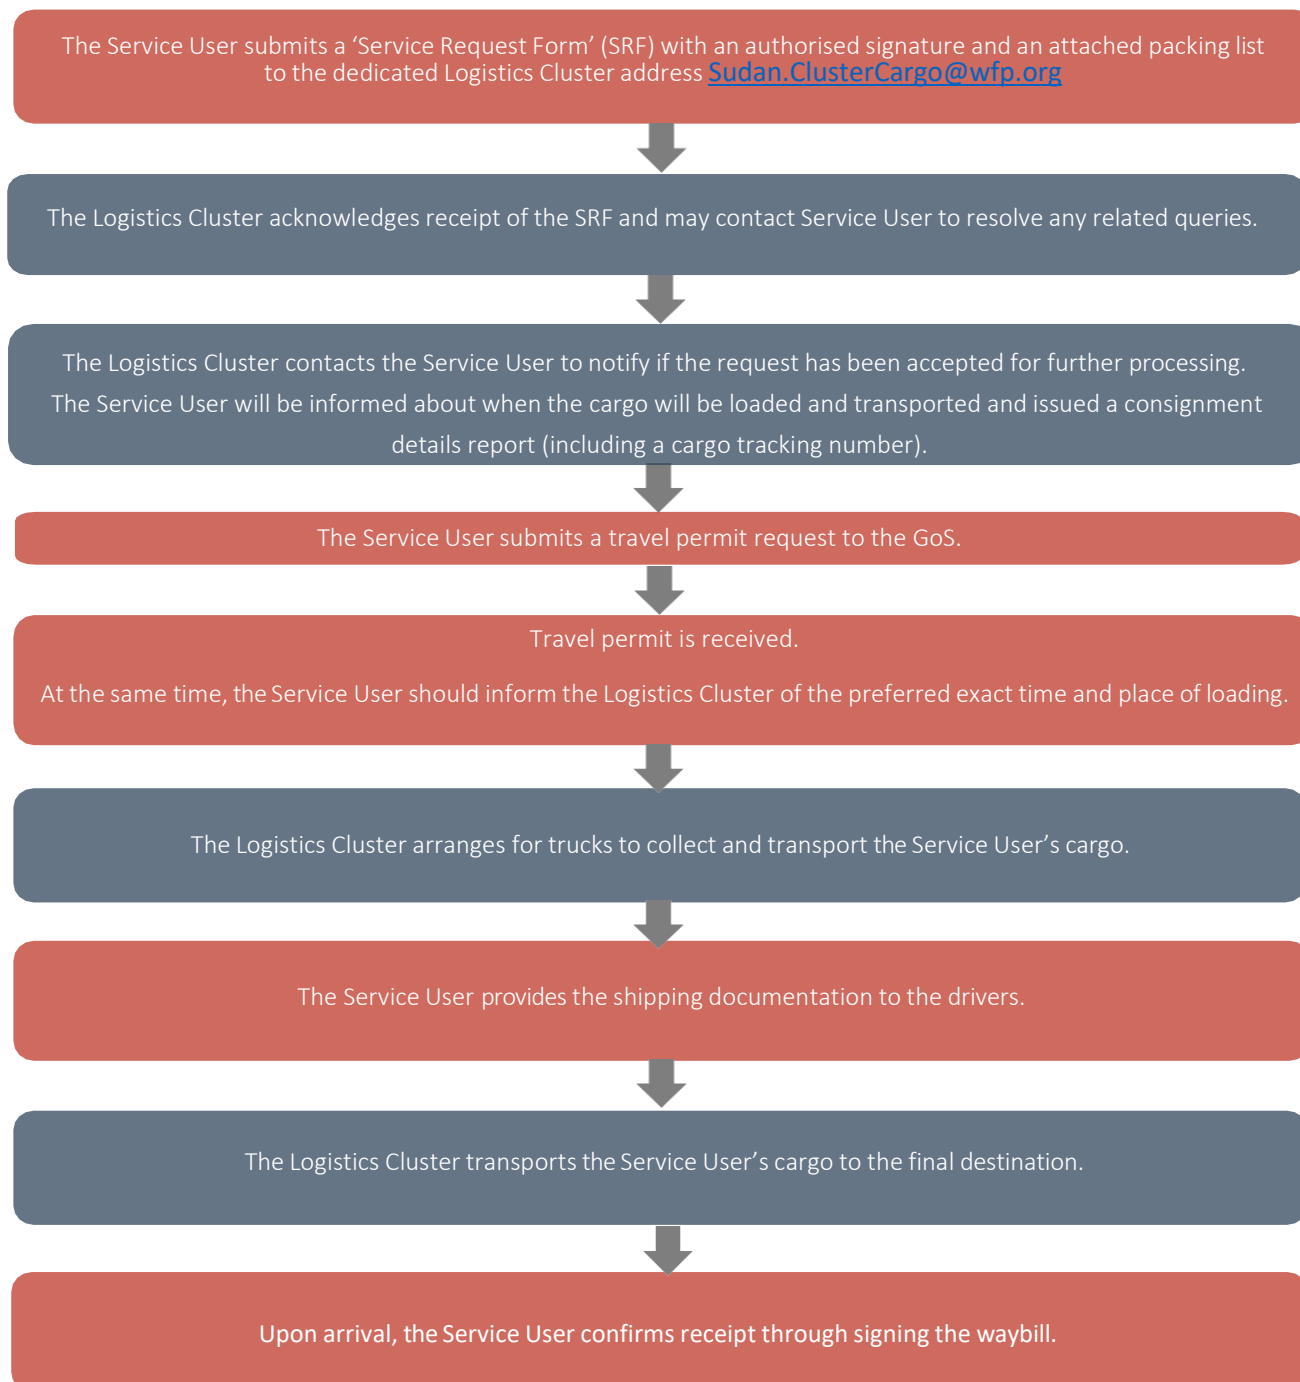 The Service User submits a ‘Service Request Form’ (SRF) with an authorised signature and an attached packing list
to the dedicated Logistics Cluster address Sudan.ClusterCargo@wfp.org
The Logistics Cluster acknowledges receipt of the SRF and may contact Service User to resolve any related queries.
The Logistics Cluster contacts the Service User to notify if the request has been accepted for further processing.
The Service User will be informed about when the cargo will be loaded and transported and issued a consignment
details report (including a cargo tracking number).
The Service User submits a travel permit request to the GoS.
Travel permit is received.
At the same time, the Service User should inform the Logistics Cluster of the preferred exact time and place of loading.
The Logistics Cluster arranges for trucks to collect and transport the Service User’s cargo.
The Service User provides the shipping documentation to the drivers.
The Logistics Cluster transports the Service User’s cargo to the final destination.
Upon arrival, the Service User confirms receipt through signing the waybill.